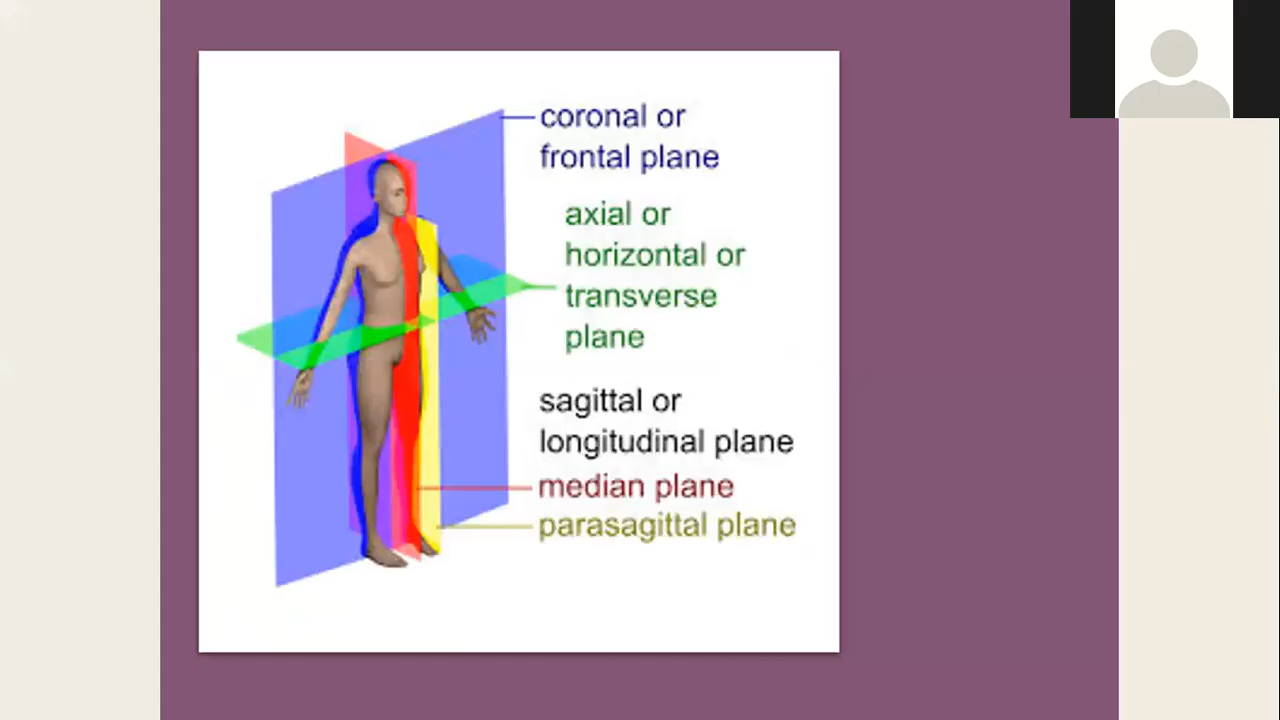 coronal or
frontal plane
axial or
horizontal or
transverse
plane
sagittal or
longitudinal plane
median plane
parasagittal plane